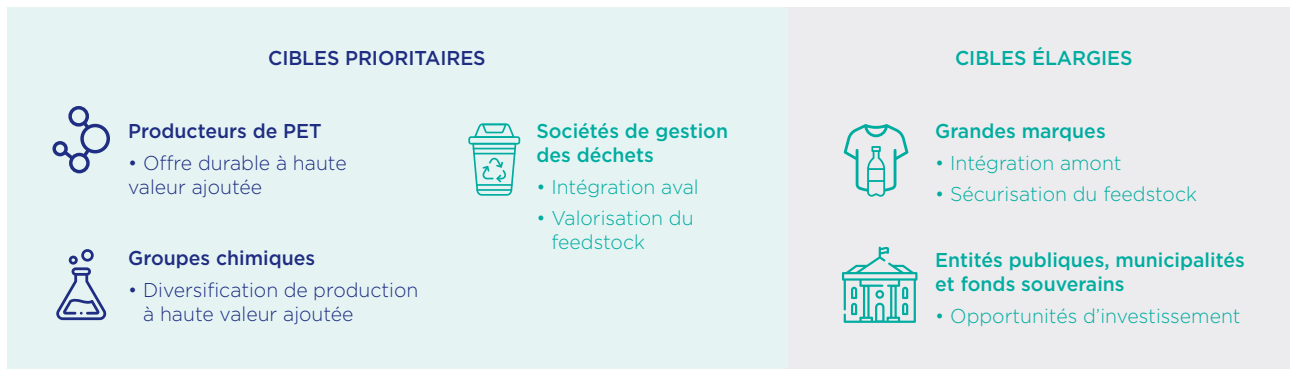 CIBLES PRIORITAIRES
Producteurs de PET
• Offre durable à haute
valeur ajoutée
Groupes chimiques
• Diversification de production
à haute valeur ajoutée
Sociétés de gestion
des déchets
• Intégration aval
• Valorisation du
feedstock
CIBLES ÉLARGIES
Grandes marques
• Intégration amont
• Sécurisation du feedstock
Entités publiques, municipalités
et fonds souverains
• Opportunités d’investissement